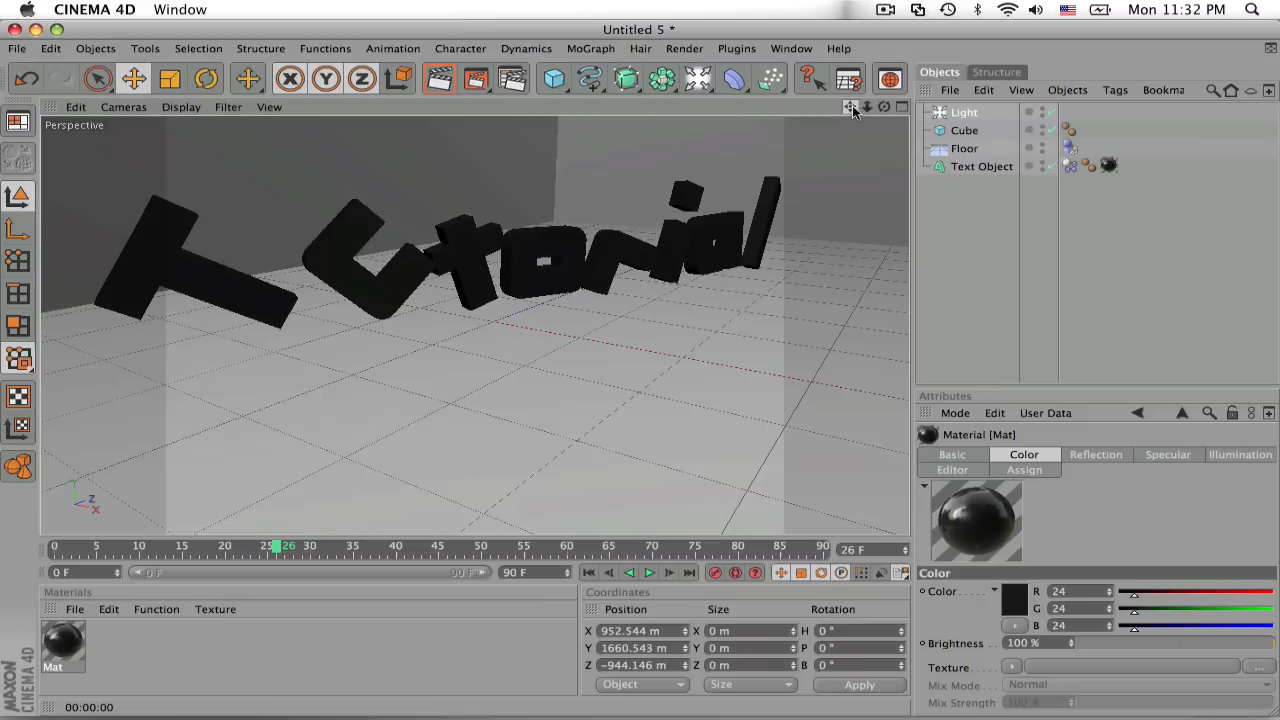 CINEMA 4D Window Mon 11:32 PM
Untitled 5 *
File Edit Objects Tools Selection Structure Functions Animation Character Dynamics MoGraph Hair Render Plugins Window Help
Objects Structure
File Edit View Objects Tags Bookma
Edit Cameras Display Filter View
Perspective
Light
Cube
Floor
Text Object
Tutorial
Y Z X
Attributes
Mode Edit User Data
Material [Mat]
Basic Color Reflection Specular Illumination
Editor Assign
0 5 10 15 20 25 26 30 35 40 45 50 55 60 65 70 75 80 85 90 26 F
0 F 0 F 90 F 90 F
Color
Color R 24
G 24
B 24
Brightness 100 %
Texture
Mix Mode Normal
Mix Strength 100 %
Materials
File Edit Function Texture
Mat
Coordinates
Position Size Rotation
X 952.544 m X 0 m H 0 °
Y 1660.543 m Y 0 m P 0 °
Z -944.146 m Z 0 m B 0 °
Object Size Apply
MAXON
CINEMA 4D
00:00:00